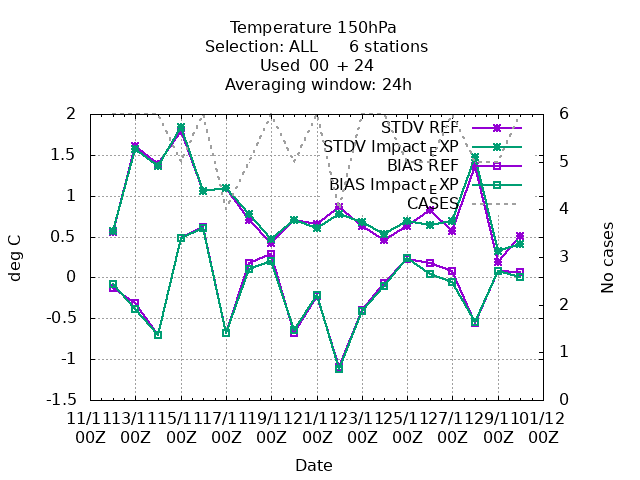 Temperature 150hPa
Selection: ALL 6 stations
Used 00 + 24
Averaging window: 24h
STDV REF
STDV Impact_EXP
BIAS REF
BIAS Impact_EXP
CASES
deg C
2
1.5
1
0.5
0
-0.5
-1
-1.5
No cases
6
5
4
3
2
1
0
11/11 13/11 15/11 17/11 19/11 21/11 23/11 25/11 27/11 29/11 01/12
00Z 00Z 00Z 00Z 00Z 00Z 00Z 00Z 00Z 00Z 00Z
Date